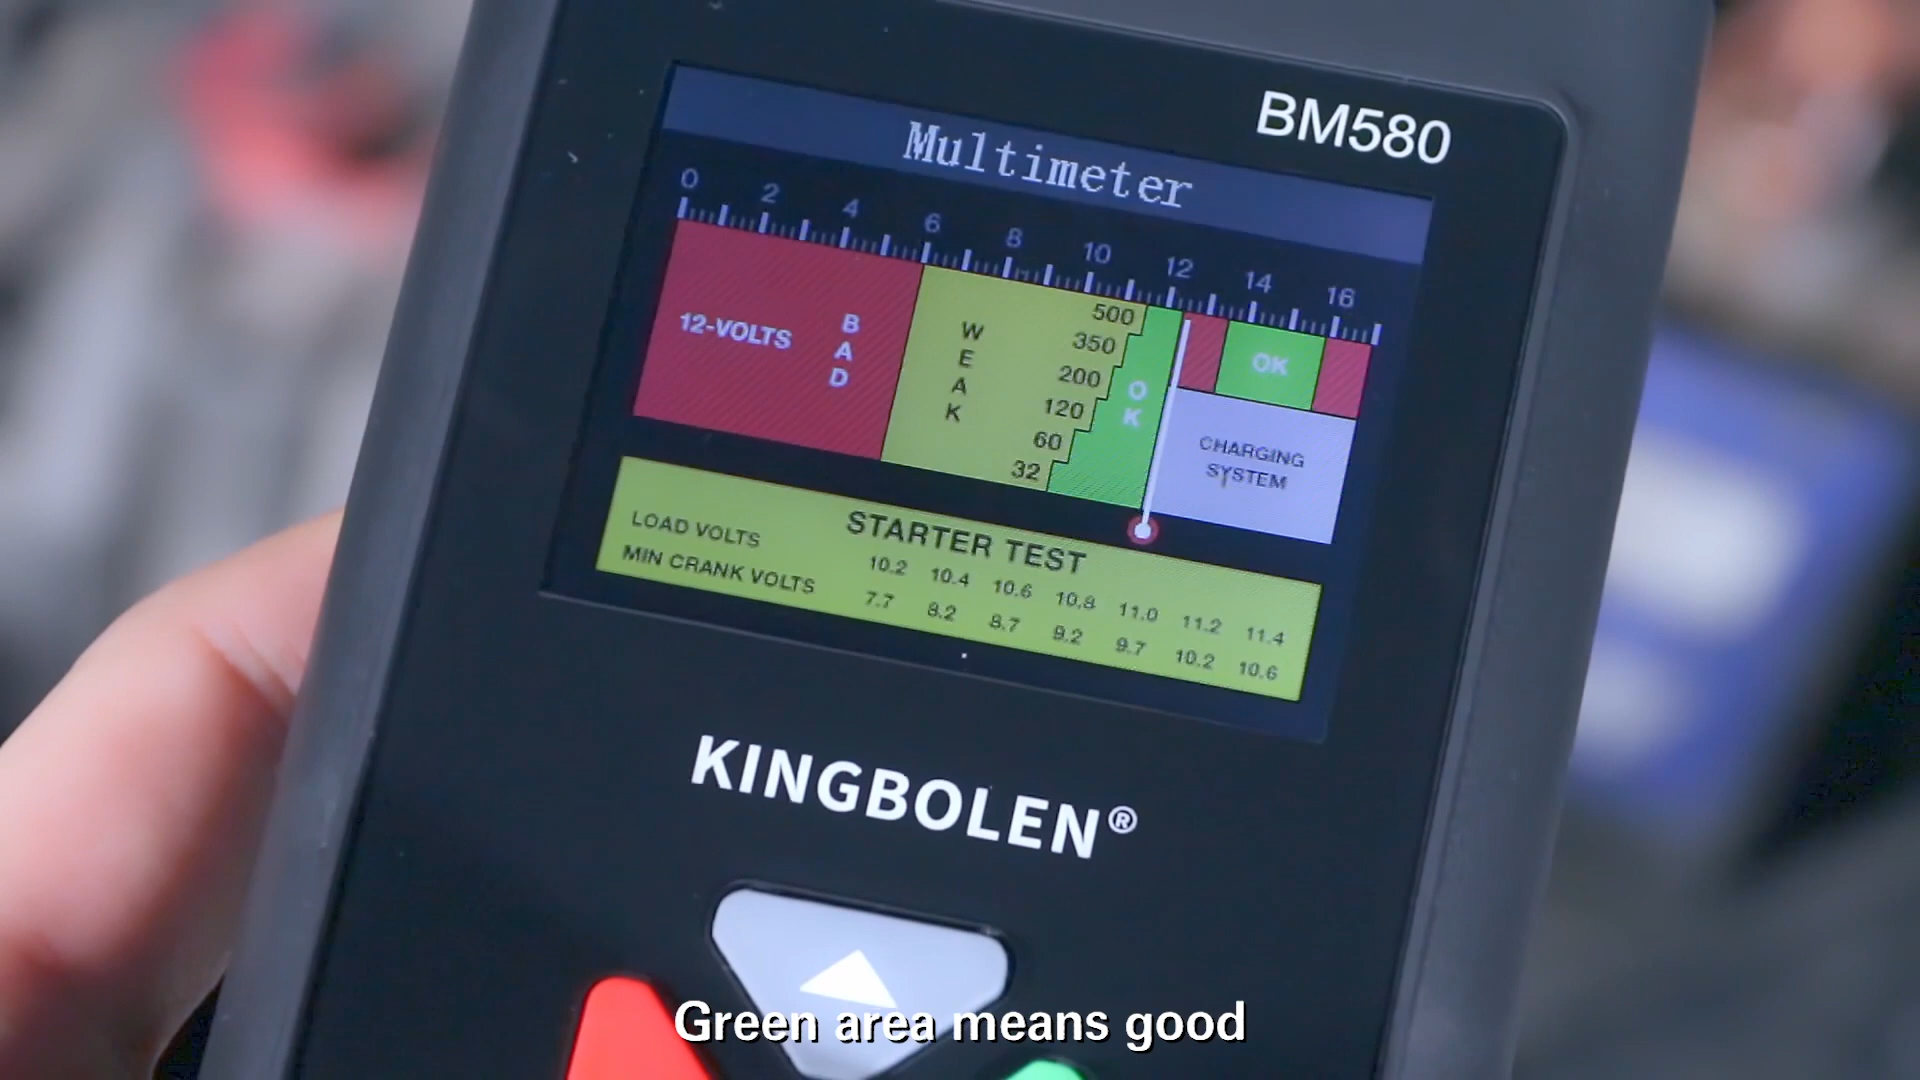 BM580
Multimeter
0 2 4 6 8 10 12 14 16
12-VOLTS
BAD
WEAK
500
350
200
120
60
32
OK
OK
CHARGING
SYSTEM
STARTER TEST
LOAD VOLTS 10.2 10.4 10.6 10.8 11.0 11.2 11.4
MIN CRANK VOLTS 7.7 8.2 8.7 9.2 9.7 10.2 10.6
KINGBOLEN®
Green area means good